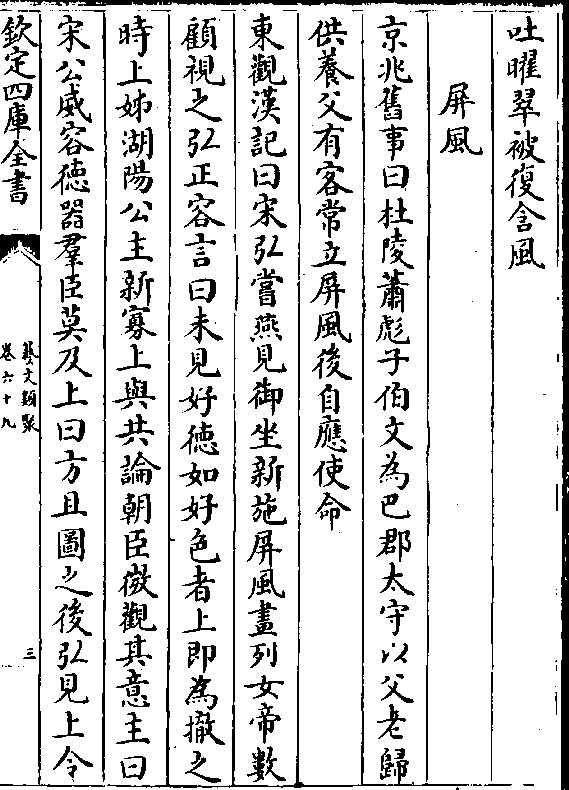 吐曜翠被復含風
屏風
京兆舊事曰杜陵蕭彪子伯文為巴郡太守以父老歸
供養父有客常立屏風後自應使命
東觀漢記曰宋弘嘗燕見御坐新施屏風畫列女帝數
顧視之弘正容言曰未見好德如好色者上即為撤之
時上姊湖陽公主新寡上與共論朝臣微觀其意主曰
宋公威容德器羣臣莫及上曰方且圖之後弘見上令
欽定四庫全書
藝文類聚
卷六十九
三